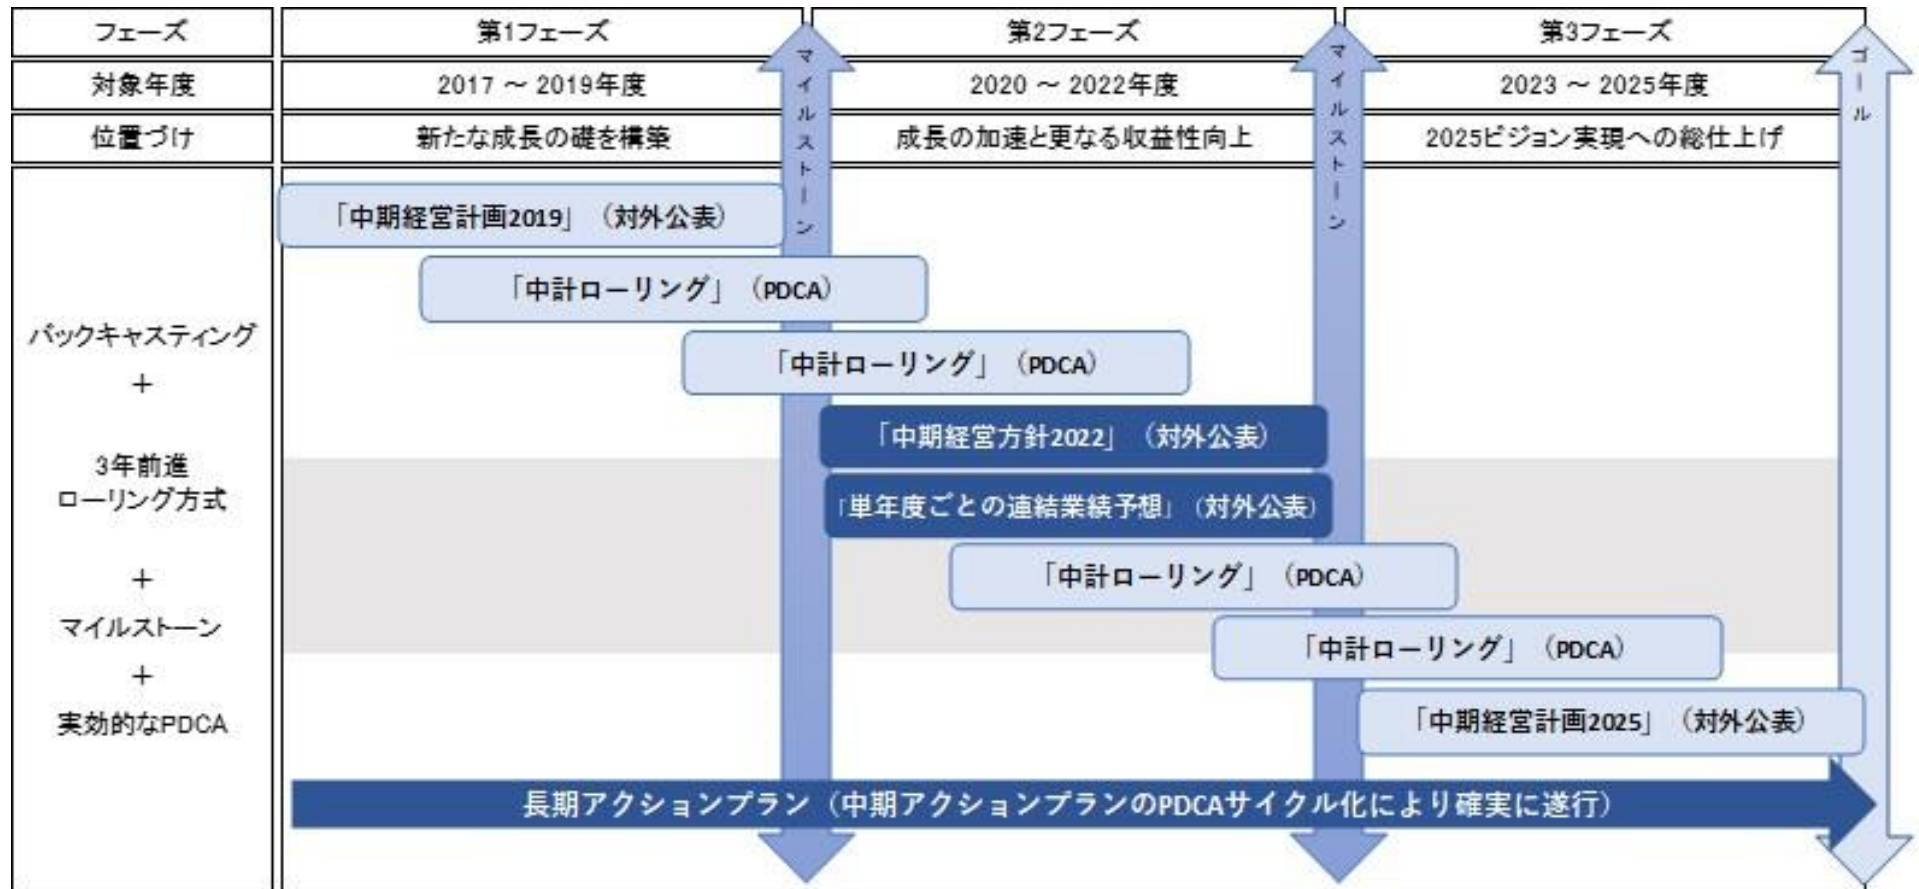 フェーズ
第1フェーズ
第2フェーズ
第3フェーズ
対象年度
2017 ～ 2019年度
2020 ～ 2022年度
2023 ～ 2025年度
位置づけ
新たな成長の礎を構築
成長の加速と更なる収益性向上
2025ビジョン実現への総仕上げ
マイルストーン
マイルストーン
ゴール
バックキャスティング
+
3年前進
ローリング方式
+
マイルストーン
+
実効的なPDCA
「中期経営計画2019」（対外公表）
「中計ローリング」（PDCA）
「中計ローリング」（PDCA）
「中期経営方針2022」（対外公表）
「単年度ごとの連結業績予想」（対外公表）
「中計ローリング」（PDCA）
「中計ローリング」（PDCA）
「中期経営計画2025」（対外公表）
長期アクションプラン（中期アクションプランのPDCAサイクル化により確実に遂行）